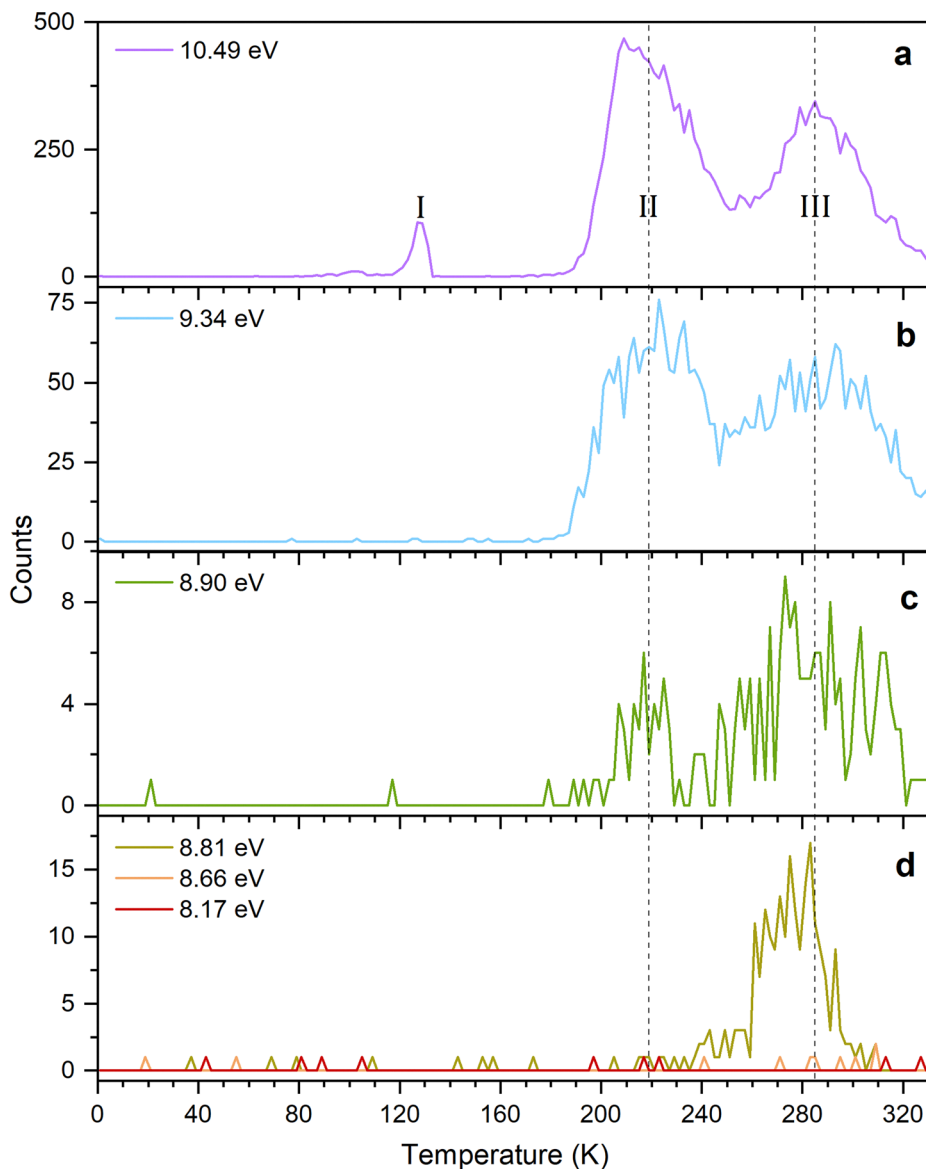 500
10.49 eV
a
250
I
II
III
0
75
9.34 eV
b
50
25
0
Counts
8.90 eV
c
8
4
0
8.81 eV
d
8.66 eV
15
8.17 eV
10
5
0
0 40 80 120 160 200 240 280 320
Temperature (K)